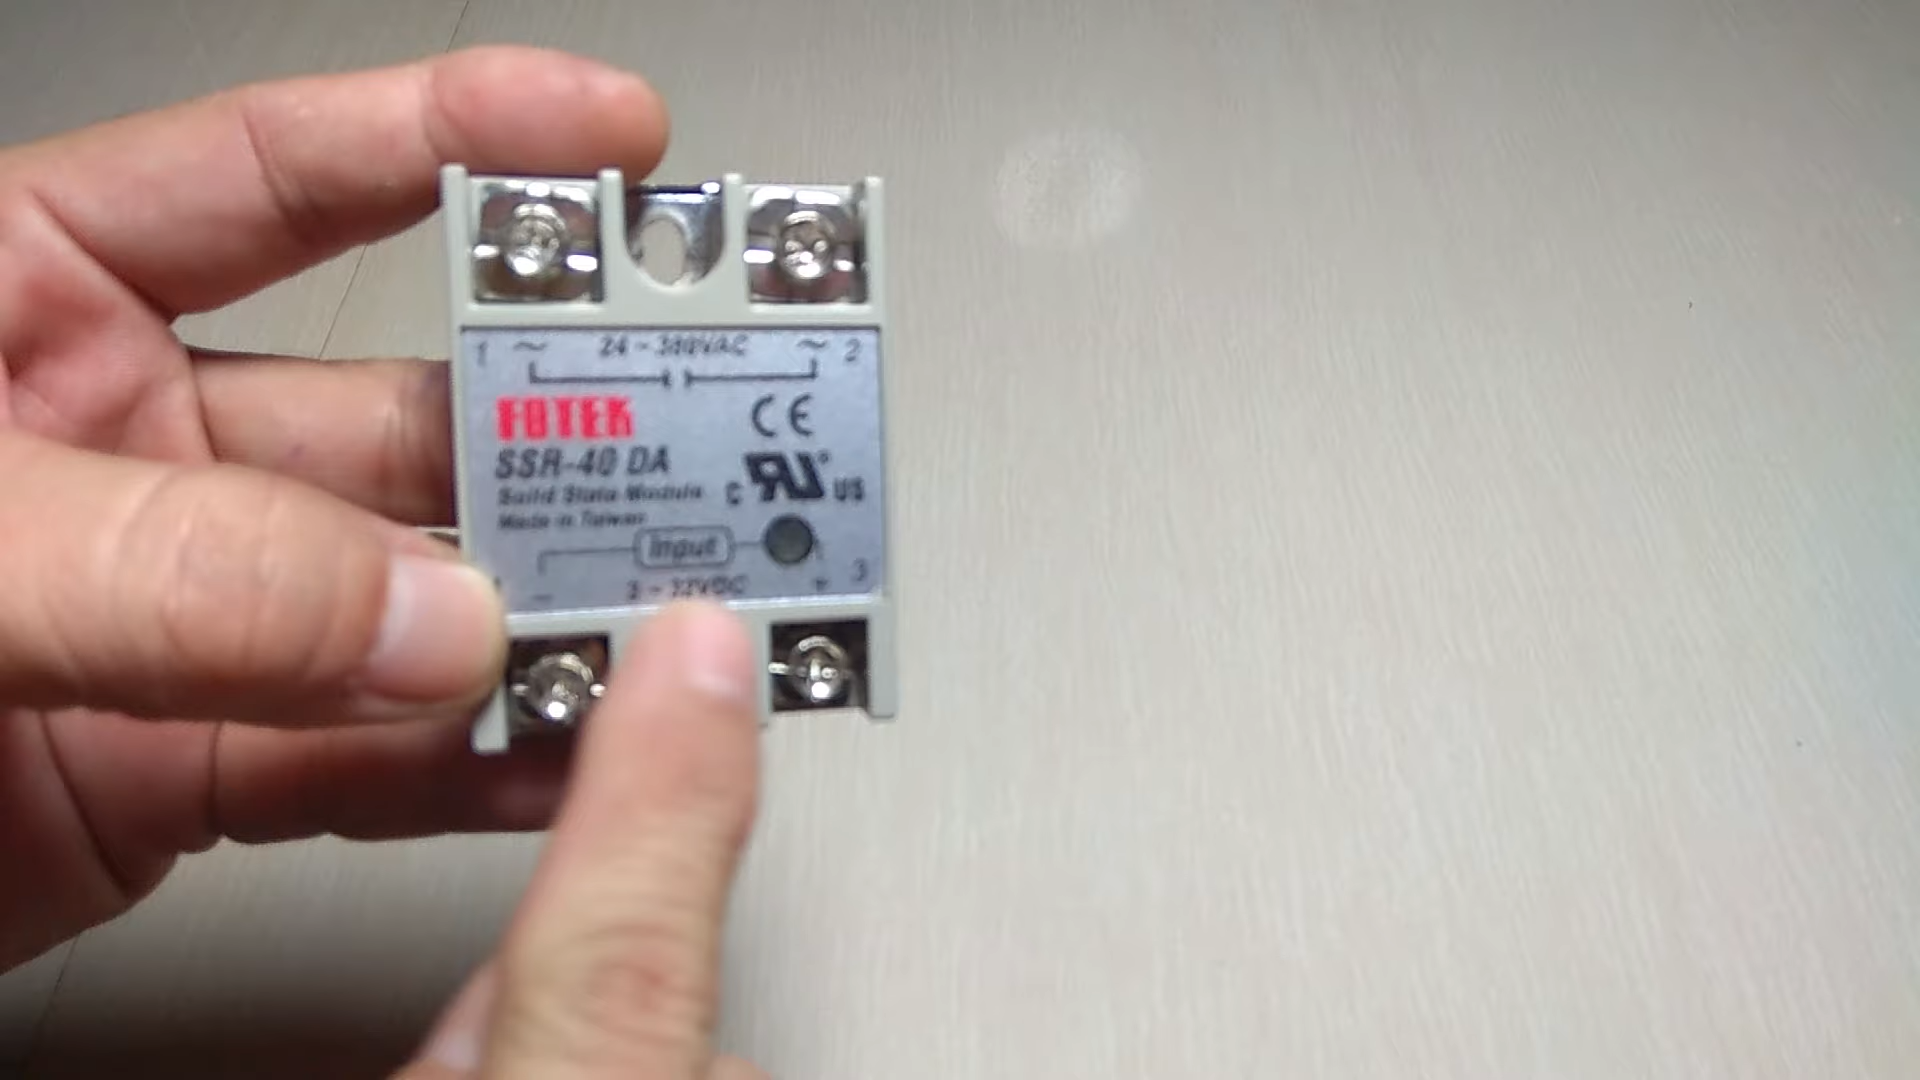 1 ~ 24 - 380VAC ~ 2
FOTEK
CE
SSR-40 DA
Solid State Module
C RU US
Made in Taiwan
Input
3
- 3 - 32VDC +